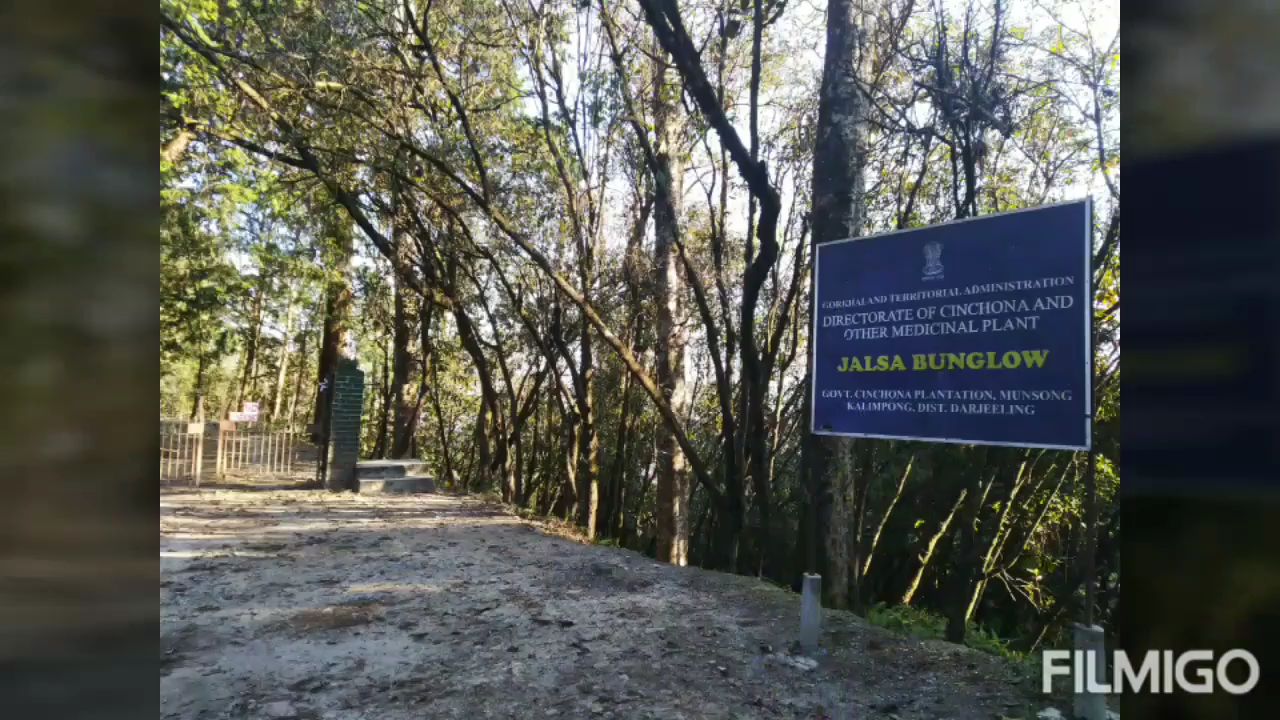 GORKHALAND TERRITORIAL ADMINISTRATION
DIRECTORATE OF CINCHONA AND
OTHER MEDICINAL PLANT
JALSA BUNGLOW
GOVT. CINCHONA PLANTATION, MUNSONG
KALIMPONG, DIST. DARJEELING
FILMIGO